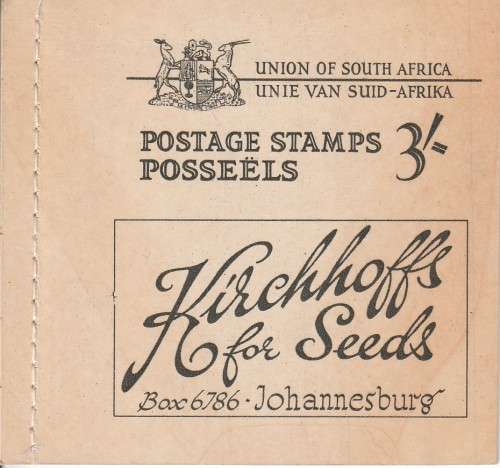 UNION OF SOUTH AFRICA
UNIE VAN SUID-AFRIKA
POSTAGE STAMPS 3/=
POSSEËLS
Kirchhoffs
for Seeds
Box 6786 · Johannesburg